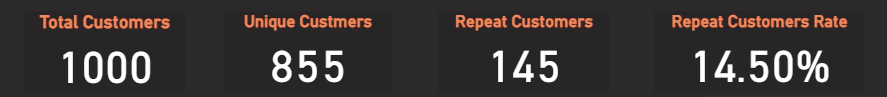 Total Customers
1000
Unique Custmers
855
Repeat Customers
145
Repeat Customers Rate
14.50%